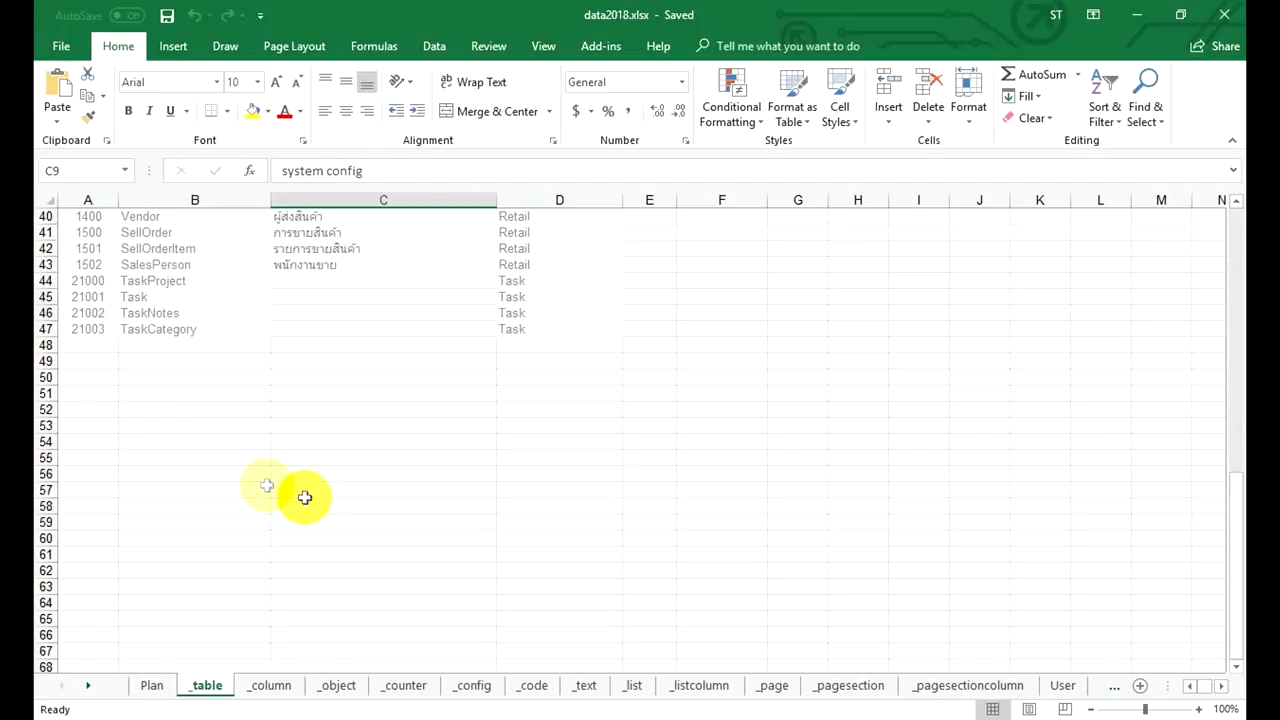 AutoSave Off data2018.xlsx - Saved ST
File Home Insert Draw Page Layout Formulas Data Review View Add-ins Help Tell me what you want to do Share
Arial 10 Wrap Text General AutoSum
Paste Conditional Format as Cell Insert Delete Format Fill Sort & Find &
B I U A Merge & Center $ % , Formatting Table Styles Clear Filter Select
Clipboard Font Alignment Number Styles Cells Editing
C9 fx system config
A B C D E F G H I J K L M N
40 1400 Vendor ผู้ส่งสินค้า Retail
41 1500 SellOrder การขายสินค้า Retail
42 1501 SellOrderItem รายการขายสินค้า Retail
43 1502 SalesPerson พนักงานขาย Retail
44 21000 TaskProject Task
45 21001 Task Task
46 21002 TaskNotes Task
47 21003 TaskCategory Task
48
49
50
51
52
53
54
55
56
57
58
59
60
61
62
63
64
65
66
67
68
Plan _table _column _object _counter _config _code _text _list _listcolumn _page _pagesection _pagesectioncolumn User ...
Ready 100%